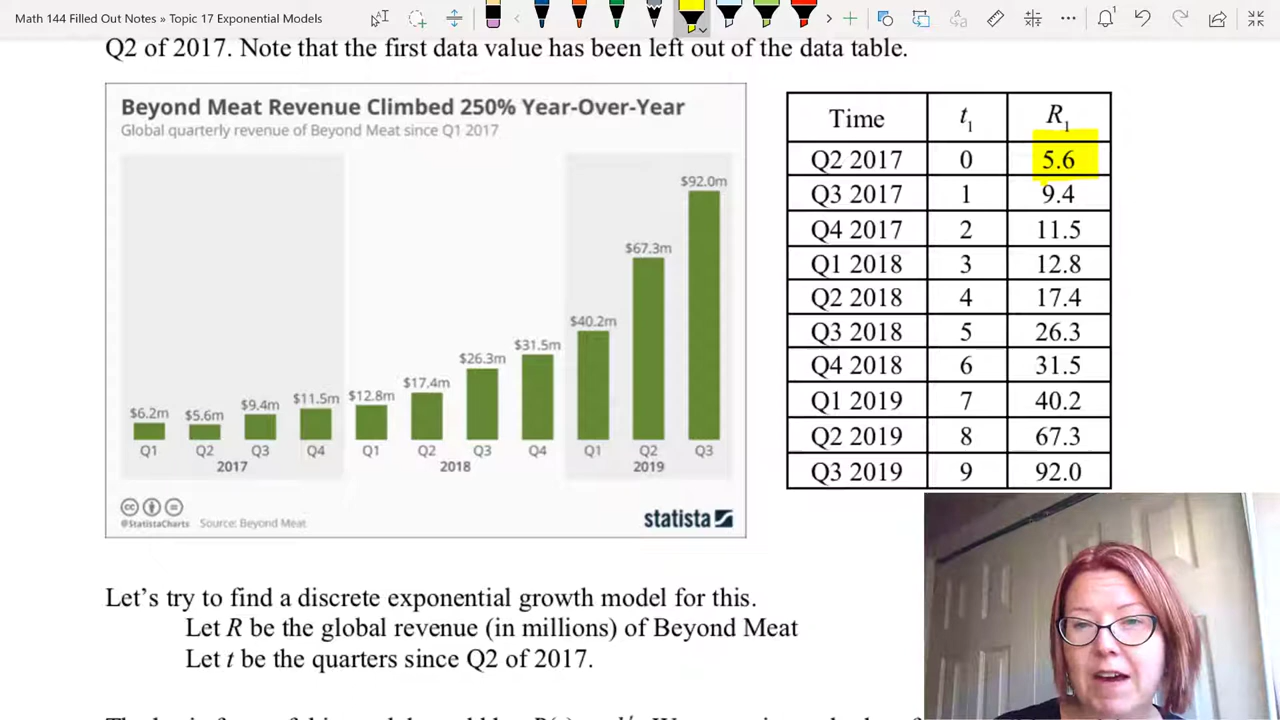 Math 144 Filled Out Notes » Topic 17 Exponential Models
Q2 of 2017. Note that the first data value has been left out of the data table.
Beyond Meat Revenue Climbed 250% Year-Over-Year
Global quarterly revenue of Beyond Meat since Q1 2017
$6.2m $5.6m $9.4m $11.5m $12.8m $17.4m $26.3m $31.5m $40.2m $67.3m $92.0m
Q1 Q2 Q3 Q4 Q1 Q2 Q3 Q4 Q1 Q2 Q3
2017 2018 2019
@StatistaCharts Source: Beyond Meat
statista
Time t1 R1
Q2 2017 0 5.6
Q3 2017 1 9.4
Q4 2017 2 11.5
Q1 2018 3 12.8
Q2 2018 4 17.4
Q3 2018 5 26.3
Q4 2018 6 31.5
Q1 2019 7 40.2
Q2 2019 8 67.3
Q3 2019 9 92.0
Let's try to find a discrete exponential growth model for this.
Let R be the global revenue (in millions) of Beyond Meat
Let t be the quarters since Q2 of 2017.